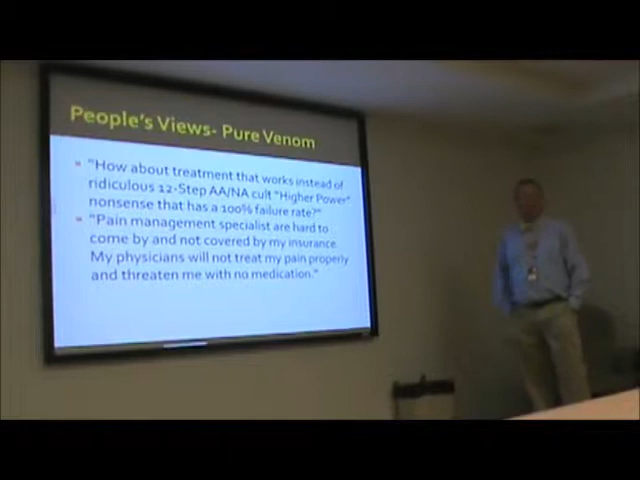 People's Views- Pure Venom
"How about treatment that works instead of
ridiculous 12-Step AA/NA cult "Higher Power"
nonsense that has a 100% failure rate?"
"Pain management specialist are hard to
come by and not covered by my insurance.
My physicians will not treat my pain properly
and threaten me with no medication."